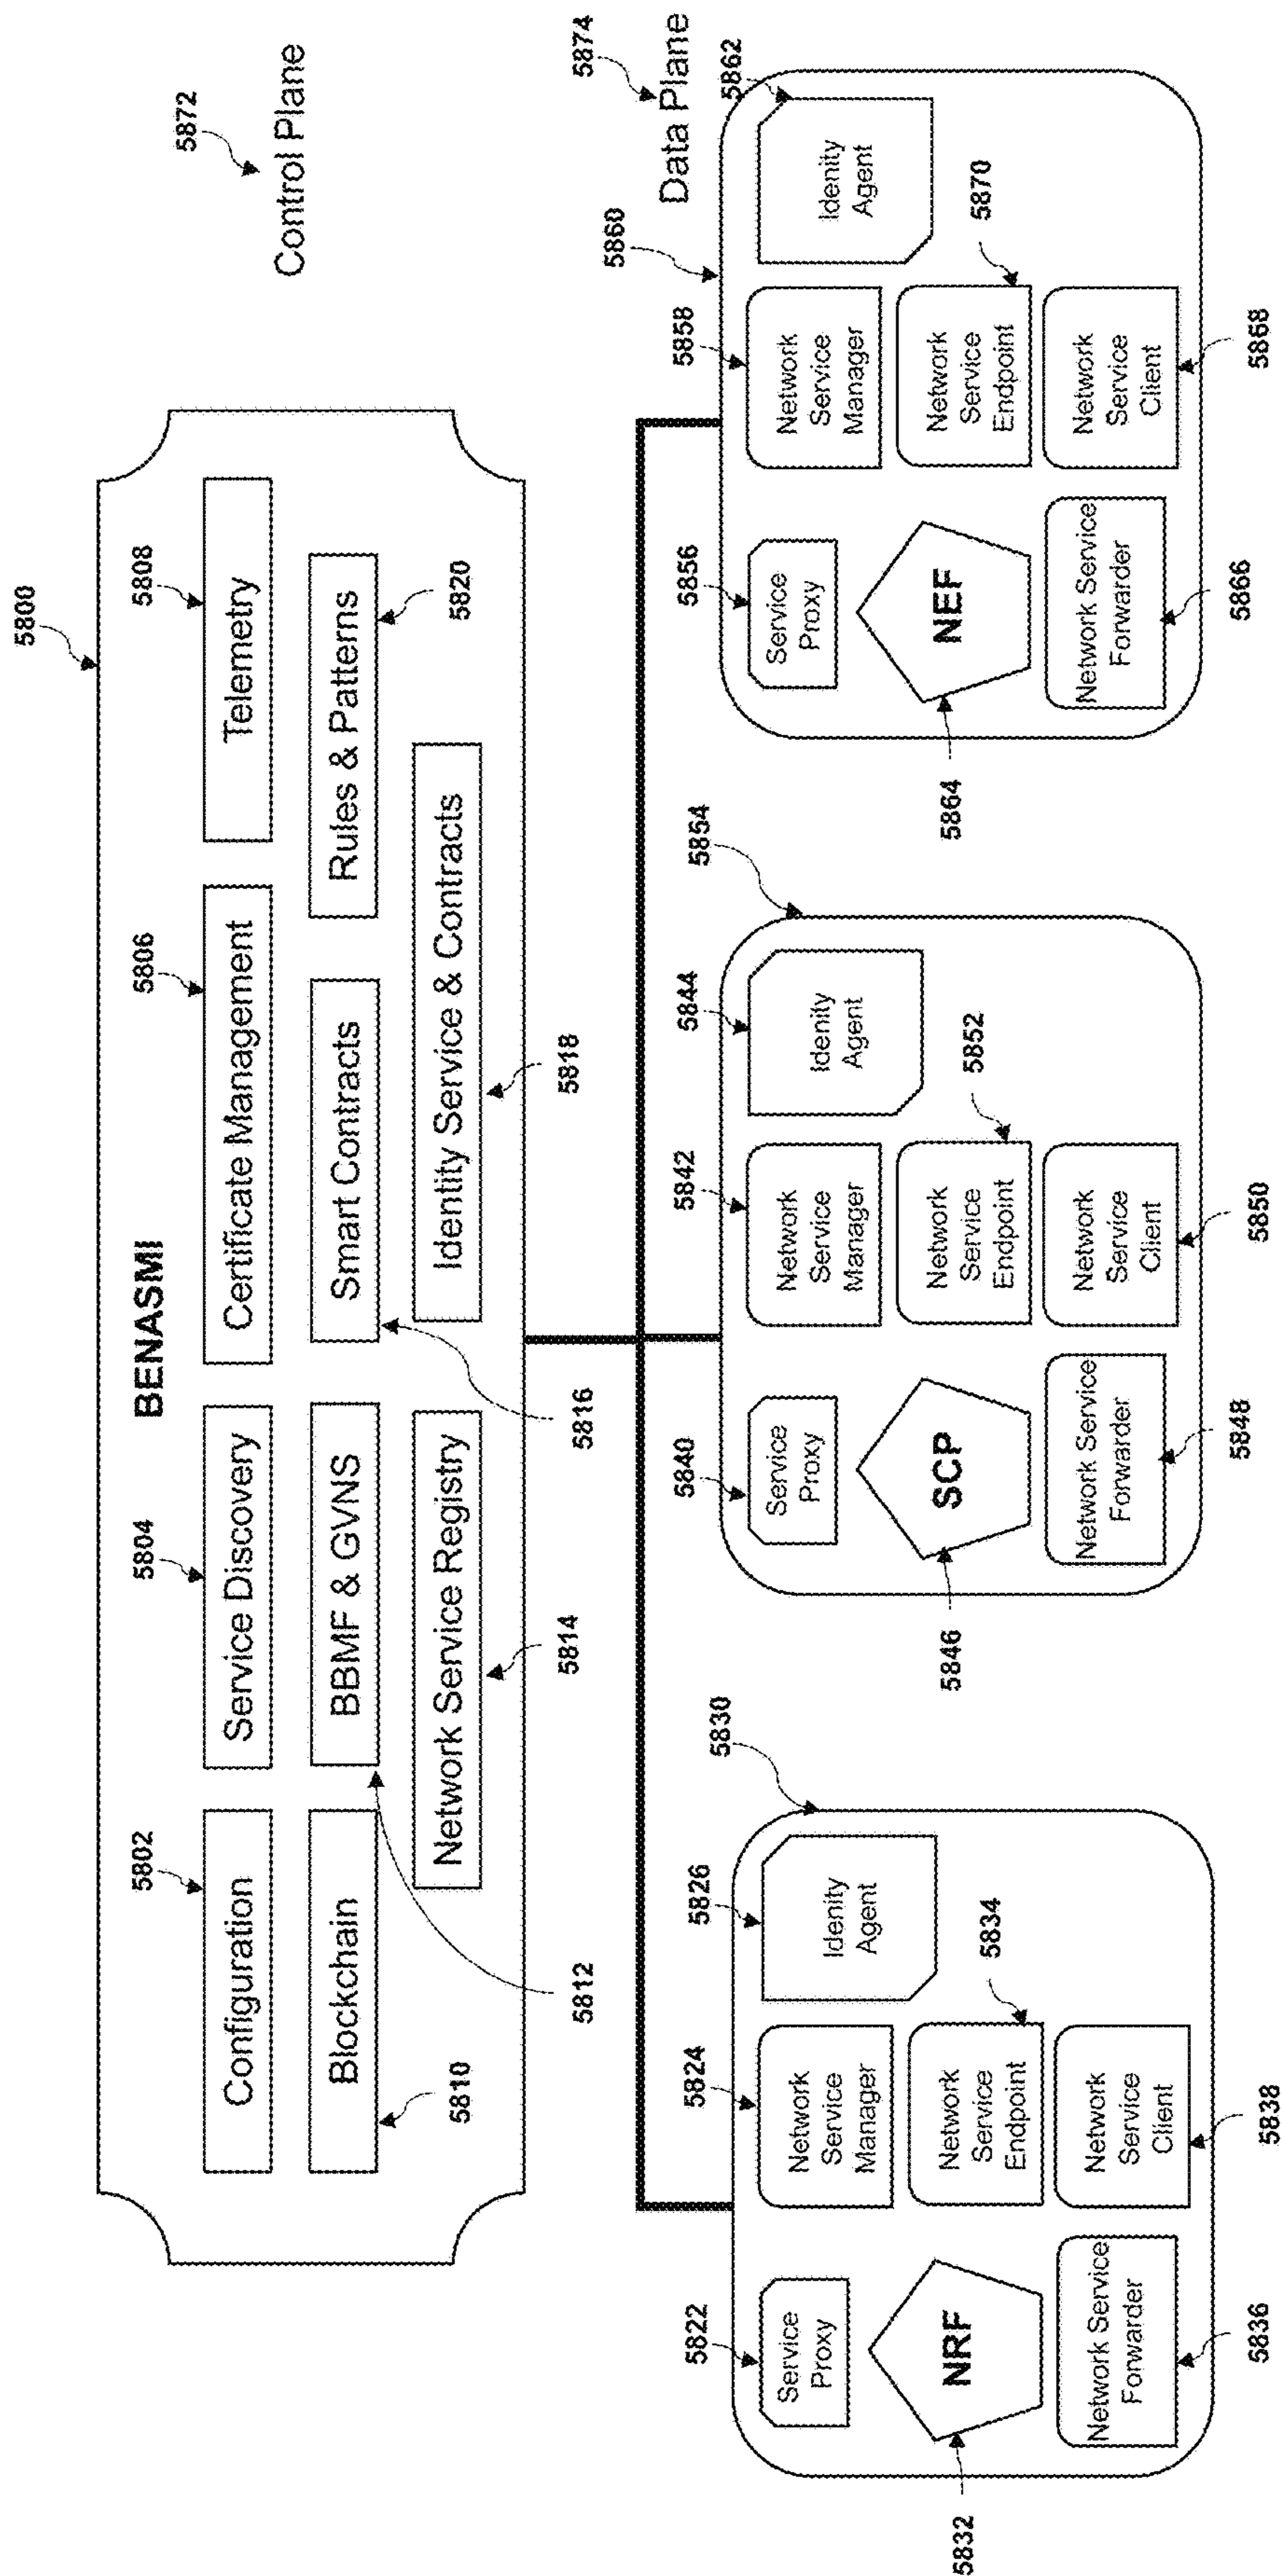 5800
5872
Control Plane
BENASMI
5802
5804
5806
5808
Configuration
Service Discovery
Certificate Management
Telemetry
Blockchain
BBMF & GVNS
Smart Contracts
Rules & Patterns
5810
5812
5816
5820
Network Service Registry
Identity Service & Contracts
5814
5818
5874
Data Plane
5830
5822
5824
5826
Service
Proxy
Network
Service
Manager
Idenity
Agent
NRF
5832
Network
Service
Endpoint
5834
Network Service
Forwarder
Network
Service
Client
5836
5838
5854
5840
5842
5844
Service
Proxy
Network
Service
Manager
Idenity
Agent
SCP
5846
Network
Service
Endpoint
5852
Network Service
Forwarder
Network
Service
Client
5848
5850
5860
5856
5858
5862
Service
Proxy
Network
Service
Manager
Idenity
Agent
NEF
5864
Network
Service
Endpoint
5870
Network Service
Forwarder
Network
Service
Client
5866
5868